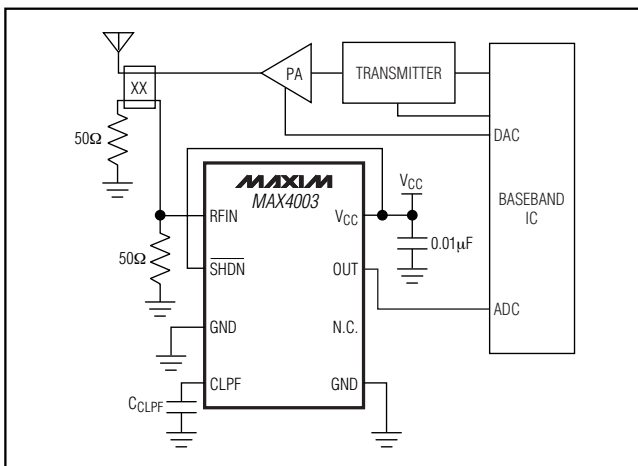 PA
TRANSMITTER
XX
50Ω
DAC
MAXIM
MAX4003
VCC
BASEBAND
IC
RFIN
VCC
0.01μF
50Ω
SHDN
OUT
GND
N.C.
ADC
CLPF
GND
CCLPF